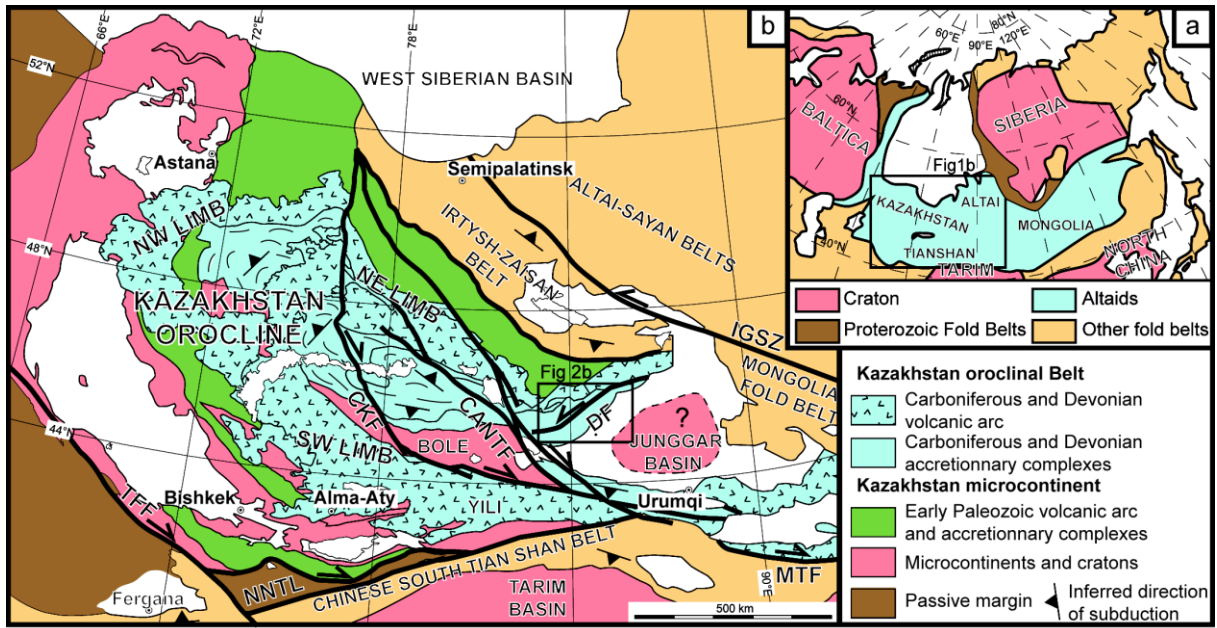 b
66°E
72°E
78°E
52°N
WEST SIBERIAN BASIN
Astana
Semipalatinsk
ALTAI-SAYAN BELTS
IRTYSH-ZAISAN
BELT
48°N
NW LIMB
NE LIMB
KAZAKHSTAN
OROCLINE
IGSZ
MONGOLIA
FOLD BELT
Fig 2b
DF
?
JUNGGAR
BASIN
CKF
CANTF
BOLE
SW LIMB
44°N
TFF
Bishkek
Alma-Aty
YILI
Urumqi
NNTL
CHINESE SOUTH TIAN SHAN BELT
MTF
90°E
Fergana
TARIM
BASIN
500 km
a
60°E
80°N
80°N
90°E
120°E
60°N
BALTICA
SIBERIA
Fig1b
KAZAKHSTAN
ALTAI
MONGOLIA
TIANSHAN
40°N
TARIM
NORTH
CHINA
Craton
Altaids
Proterozoic Fold Belts
Other fold belts
Kazakhstan oroclinal Belt
Carboniferous and Devonian
volcanic arc
Carboniferous and Devonian
accretionnary complexes
Kazakhstan microcontinent
Early Paleozoic volcanic arc
and accretionnary complexes
Microcontinents and cratons
Passive margin
Inferred direction
of subduction